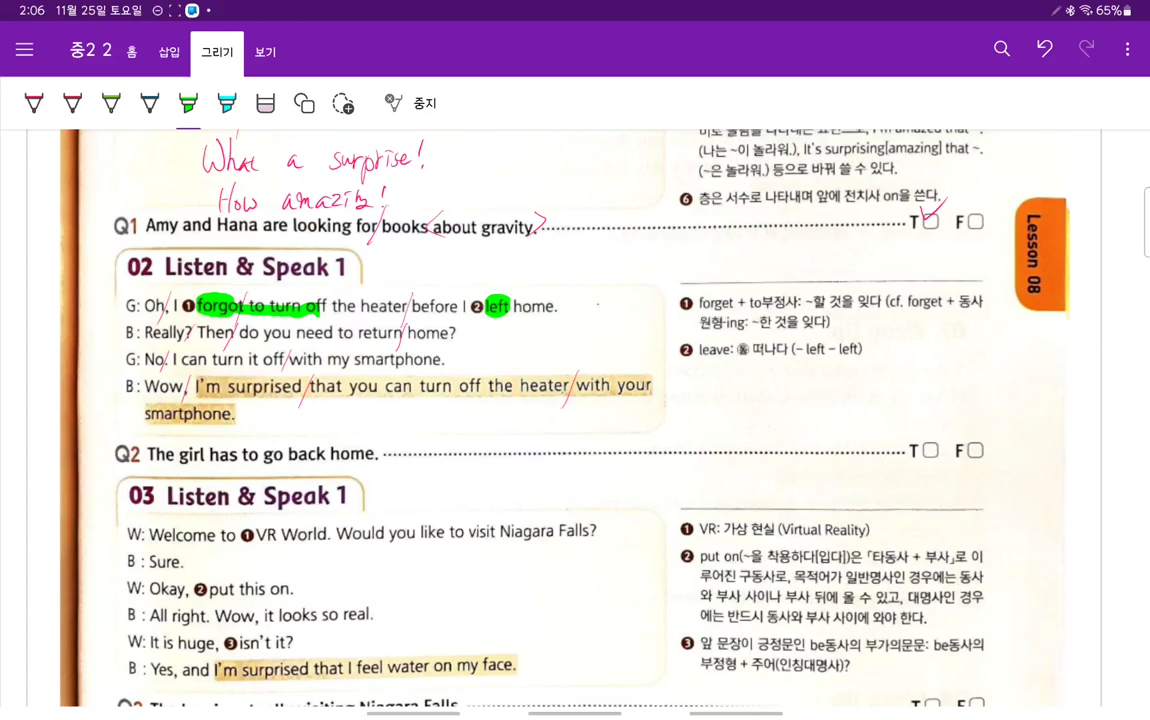 2:06 11월 25일 토요일
65%
중2 2 홈 삽입 그리기 보기
중지
What a surprise!
How amazing!
(나는 ~이 놀라워.), It's surprising[amazing] that ~.
(~은 놀라워.) 등으로 바꿔 쓸 수 있다.
❻ 층은 서수로 나타내며 앞에 전치사 on을 쓴다.
Q1 Amy and Hana are looking for books about gravity. T F
Lesson 08
02 Listen & Speak 1
G: Oh, I ❶forgot to turn off the heater before I ❷left home.
B: Really? Then do you need to return home?
G: No. I can turn it off with my smartphone.
B: Wow, I'm surprised that you can turn off the heater with your
smartphone.
❶ forget + to부정사: ~할 것을 잊다 (cf. forget + 동사
원형-ing: ~한 것을 잊다)
❷ leave: 동 떠나다 (– left – left)
Q2 The girl has to go back home. T F
03 Listen & Speak 1
W: Welcome to ❶VR World. Would you like to visit Niagara Falls?
B : Sure.
W: Okay, ❷put this on.
B : All right. Wow, it looks so real.
W: It is huge, ❸isn't it?
B : Yes, and I'm surprised that I feel water on my face.
❶ VR: 가상 현실 (Virtual Reality)
❷ put on(~을 착용하다[입다])은 「타동사 + 부사」로 이
루어진 구동사로, 목적어가 일반명사인 경우에는 동사
와 부사 사이나 부사 뒤에 올 수 있고, 대명사인 경우
에는 반드시 동사와 부사 사이에 와야 한다.
❸ 앞 문장이 긍정문인 be동사의 부가의문문: be동사의
부정형 + 주어(인칭대명사)?